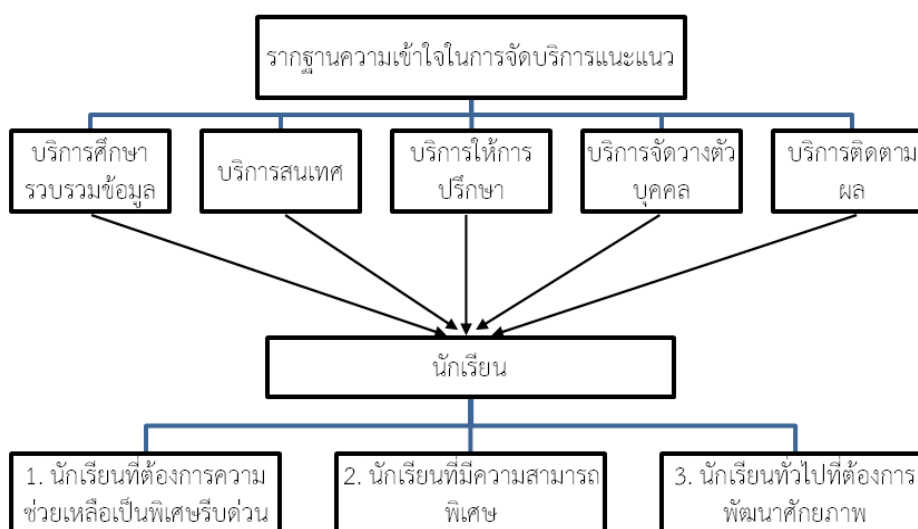 รากฐานความเข้าใจในการจัดบริการแนะแนว
บริการศึกษา
รวบรวมข้อมูล
บริการสนเทศ
บริการให้การ
ปรึกษา
บริการจัดวางตัว
บุคคล
บริการติดตาม
ผล
นักเรียน
1. นักเรียนที่ต้องการความ
ช่วยเหลือเป็นพิเศษรีบด่วน
2. นักเรียนที่มีความสามารถ
พิเศษ
3. นักเรียนทั่วไปที่ต้องการ
พัฒนาศักยภาพ